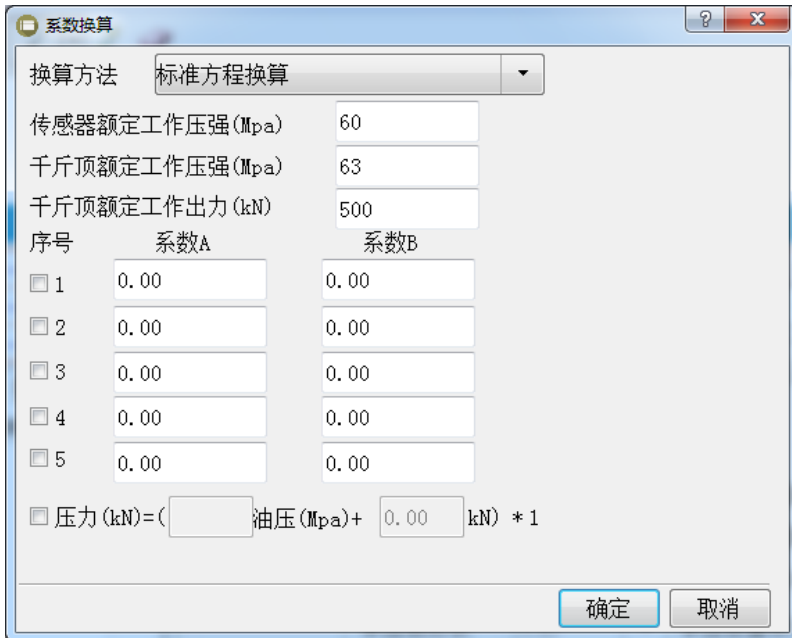 系数换算
换算方法 标准方程换算
传感器额定工作压强(Mpa) 60
千斤顶额定工作压强(Mpa) 63
千斤顶额定工作出力(kN) 500
序号 系数A 系数B
1 0.00 0.00
2 0.00 0.00
3 0.00 0.00
4 0.00 0.00
5 0.00 0.00
压力(kN)=( 油压(Mpa)+ 0.00 kN) *1
确定 取消